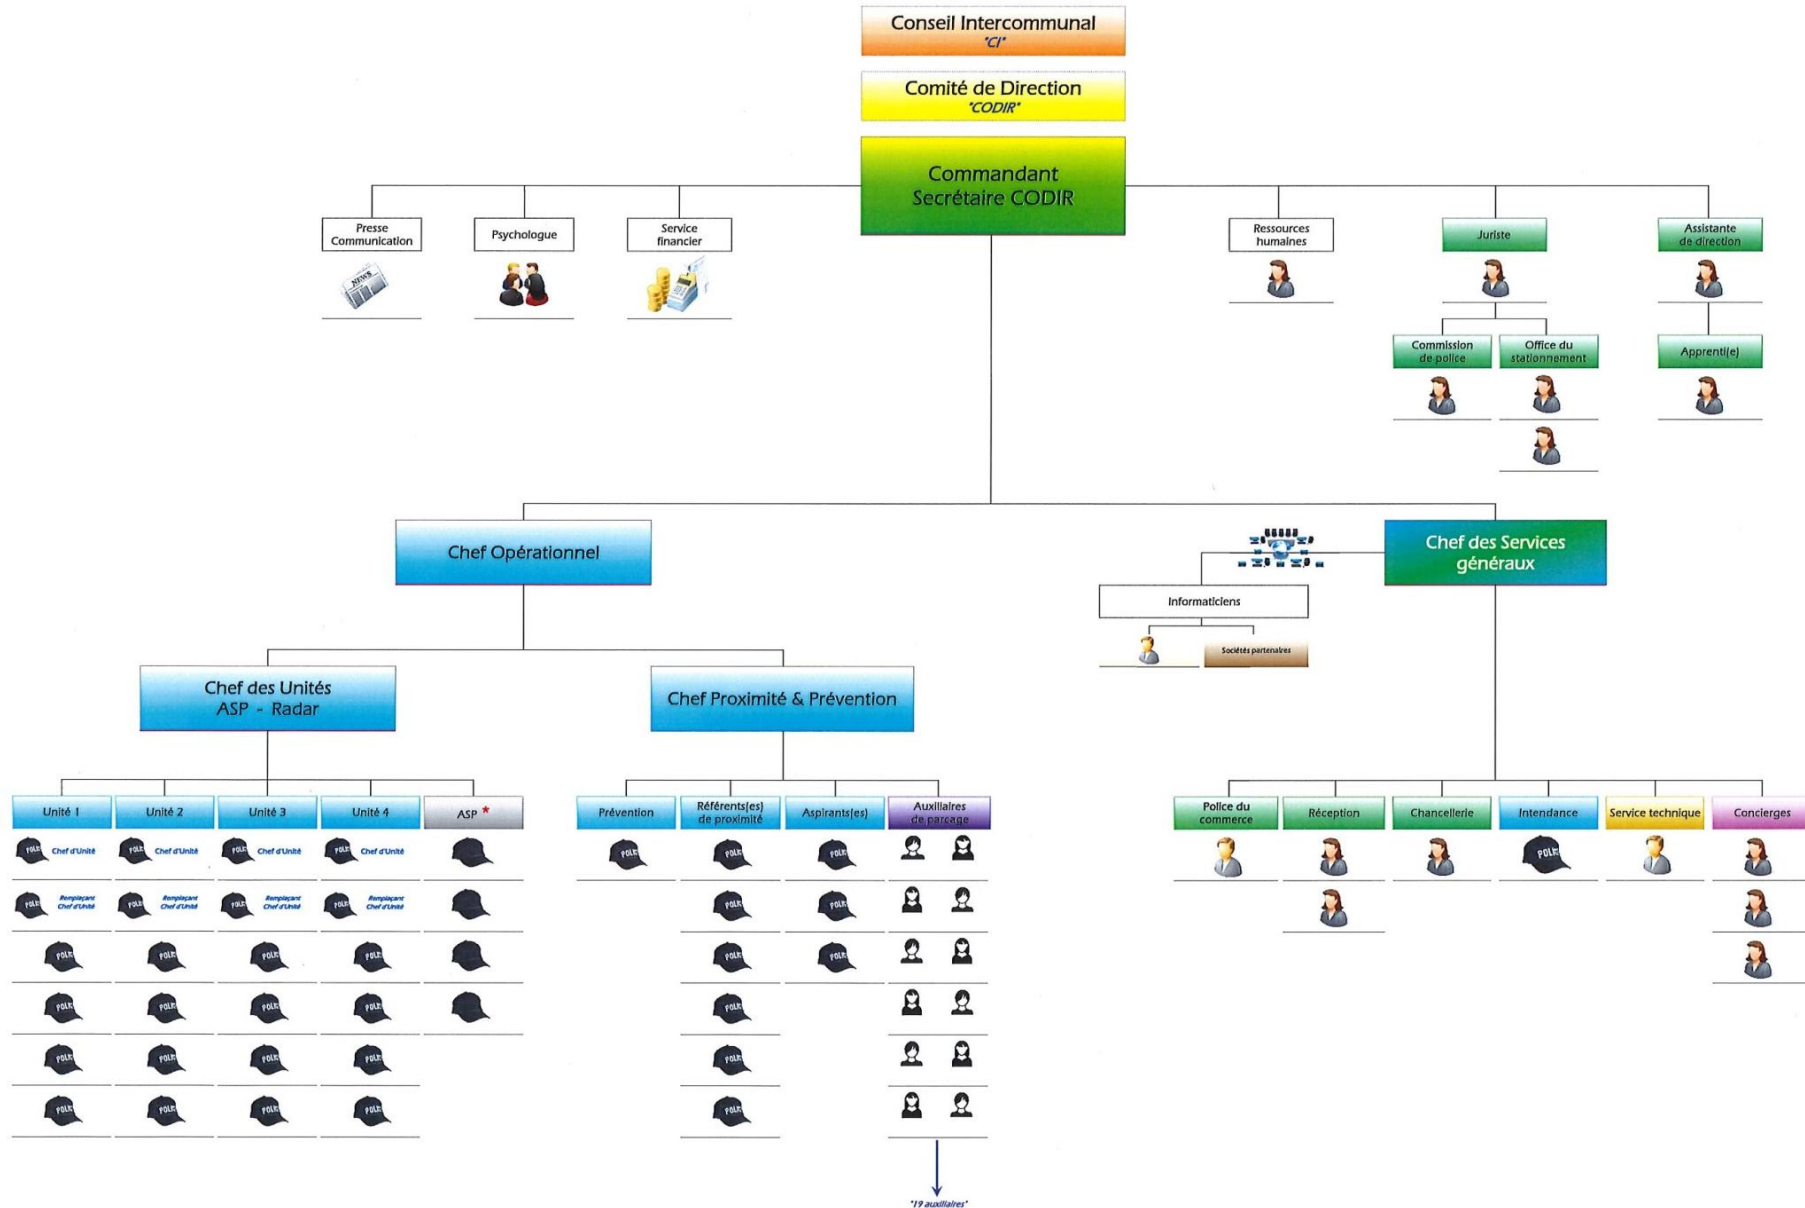 Conseil Intercommunal
"CI"
Comité de Direction
"CODIR"
Commandant
Secrétaire CODIR
Presse
Communication
Psychologue
Service
financier
Ressources
humaines
Juriste
Assistante
de direction
NEWS
Commission
de police
Office du
stationnement
Apprenti(e)
Chef Opérationnel
Chef des Services
généraux
Informaticiens
Sociétés partenaires
Chef des Unités
ASP - Radar
Chef Proximité & Prévention
Unité 1
Unité 2
Unité 3
Unité 4
ASP *
Prévention
Référents(es)
de proximité
Aspirants(es)
Auxiliaires
de parcage
Police du
commerce
Réception
Chancellerie
Intendance
Service technique
Concierges
Chef d'Unité
Chef d'Unité
Chef d'Unité
Chef d'Unité
Remplaçant
Chef d'Unité
Remplaçant
Chef d'Unité
Remplaçant
Chef d'Unité
Remplaçant
Chef d'Unité
"19 auxiliaires"